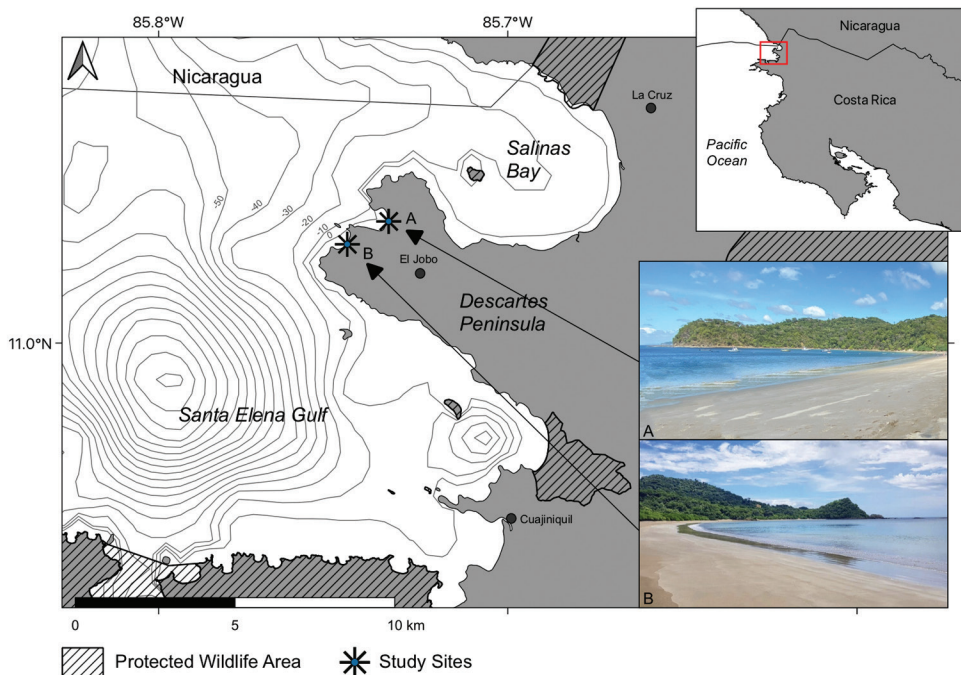 85.8°W
85.7°W
Nicaragua
Nicaragua
La Cruz
Costa Rica
Salinas
Bay
Pacific
Ocean
-50
-40
-30
-20
-10
0
A
B
El Jobo
Descartes
Peninsula
11.0°N
Santa Elena Gulf
A
Cuajiniquil
B
0
5
10 km
Protected Wildlife Area
Study Sites